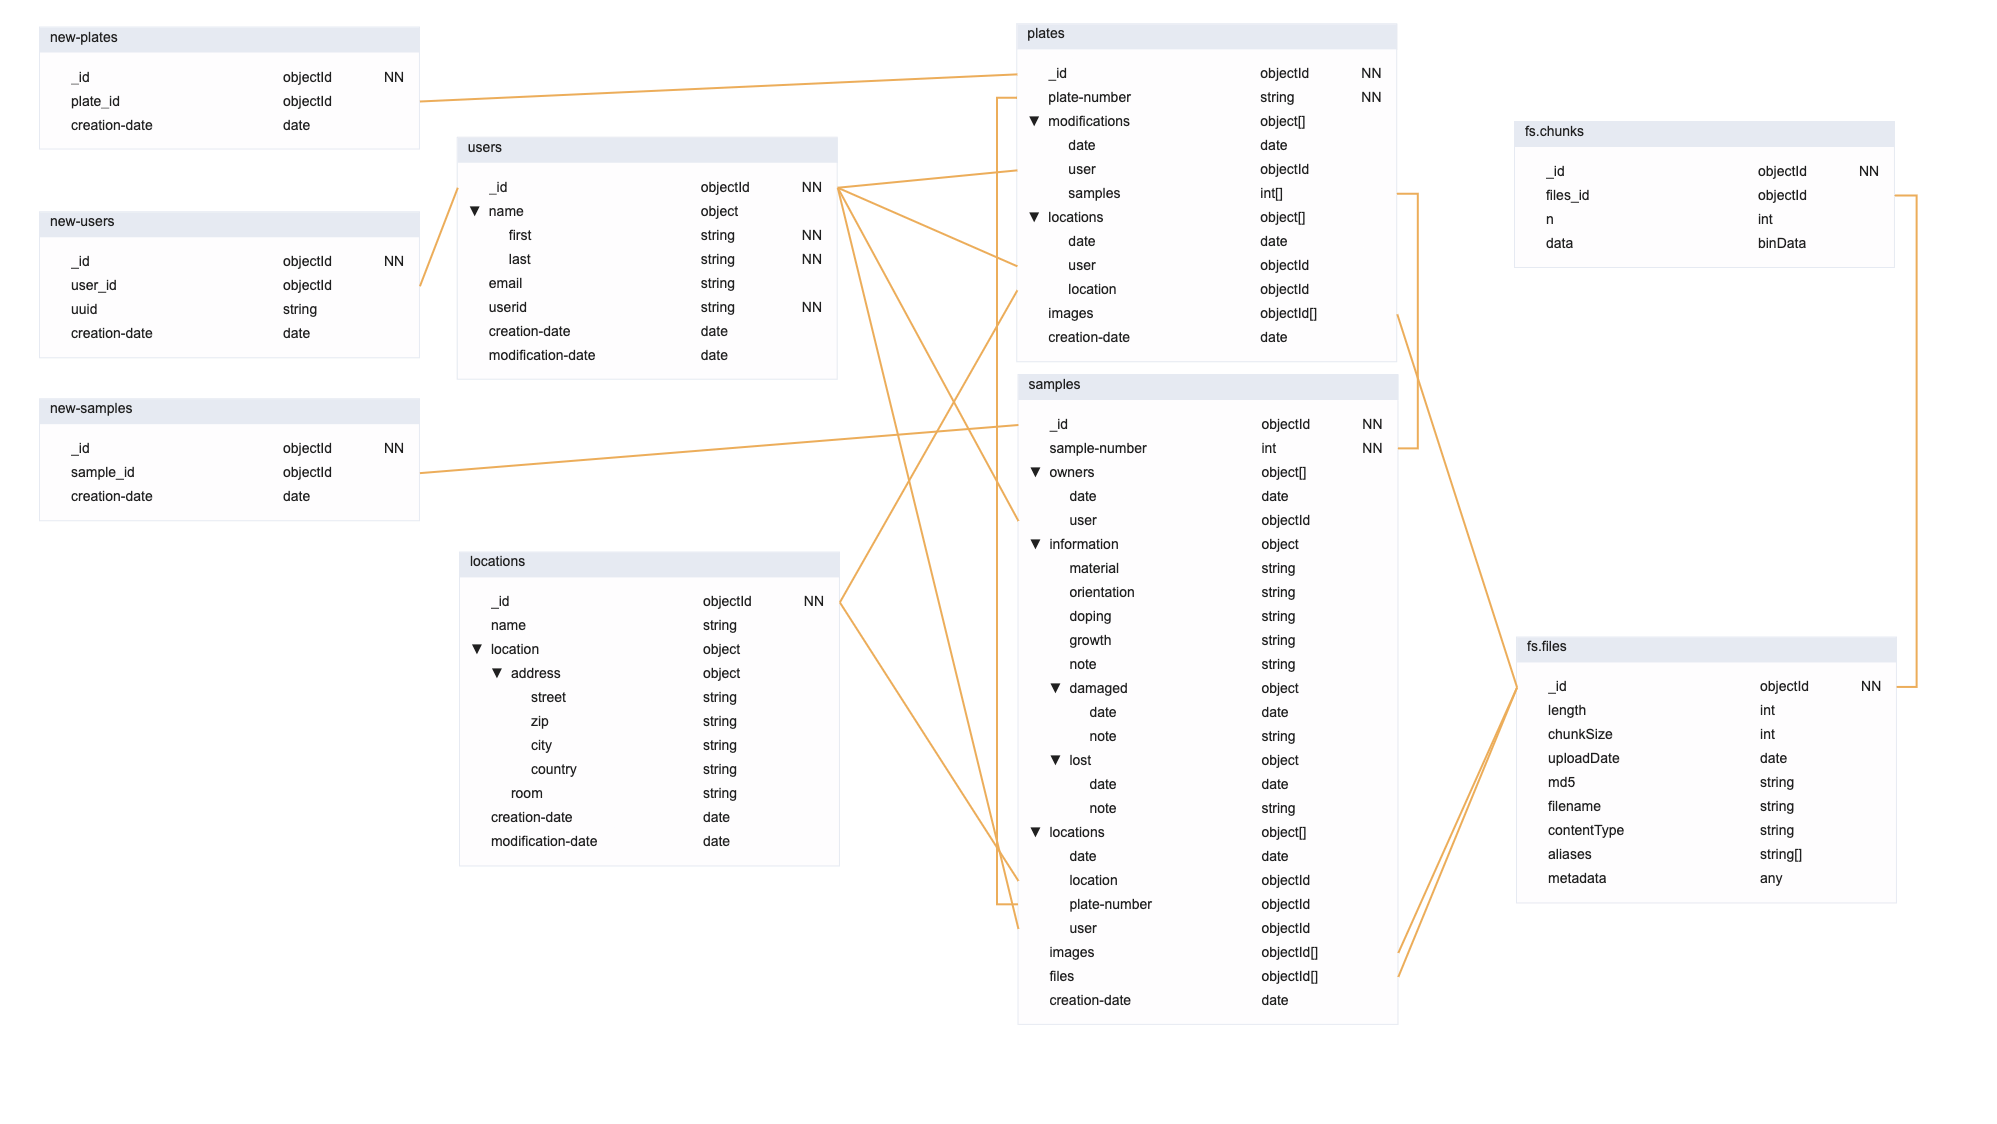 new-plates
_id objectId NN
plate_id objectId
creation-date date
new-users
_id objectId NN
user_id objectId
uuid string
creation-date date
new-samples
_id objectId NN
sample_id objectId
creation-date date
users
_id objectId NN
▼ name object
first string NN
last string NN
email string
userid string NN
creation-date date
modification-date date
locations
_id objectId NN
name string
▼ location object
▼ address object
street string
zip string
city string
country string
room string
creation-date date
modification-date date
plates
_id objectId NN
plate-number string NN
▼ modifications object[]
date date
user objectId
samples int[]
▼ locations object[]
date date
user objectId
location objectId
images objectId[]
creation-date date
samples
_id objectId NN
sample-number int NN
▼ owners object[]
date date
user objectId
▼ information object
material string
orientation string
doping string
growth string
note string
▼ damaged object
date date
note string
▼ lost object
date date
note string
▼ locations object[]
date date
location objectId
plate-number objectId
user objectId
images objectId[]
files objectId[]
creation-date date
fs.chunks
_id objectId NN
files_id objectId
n int
data binData
fs.files
_id objectId NN
length int
chunkSize int
uploadDate date
md5 string
filename string
contentType string
aliases string[]
metadata any